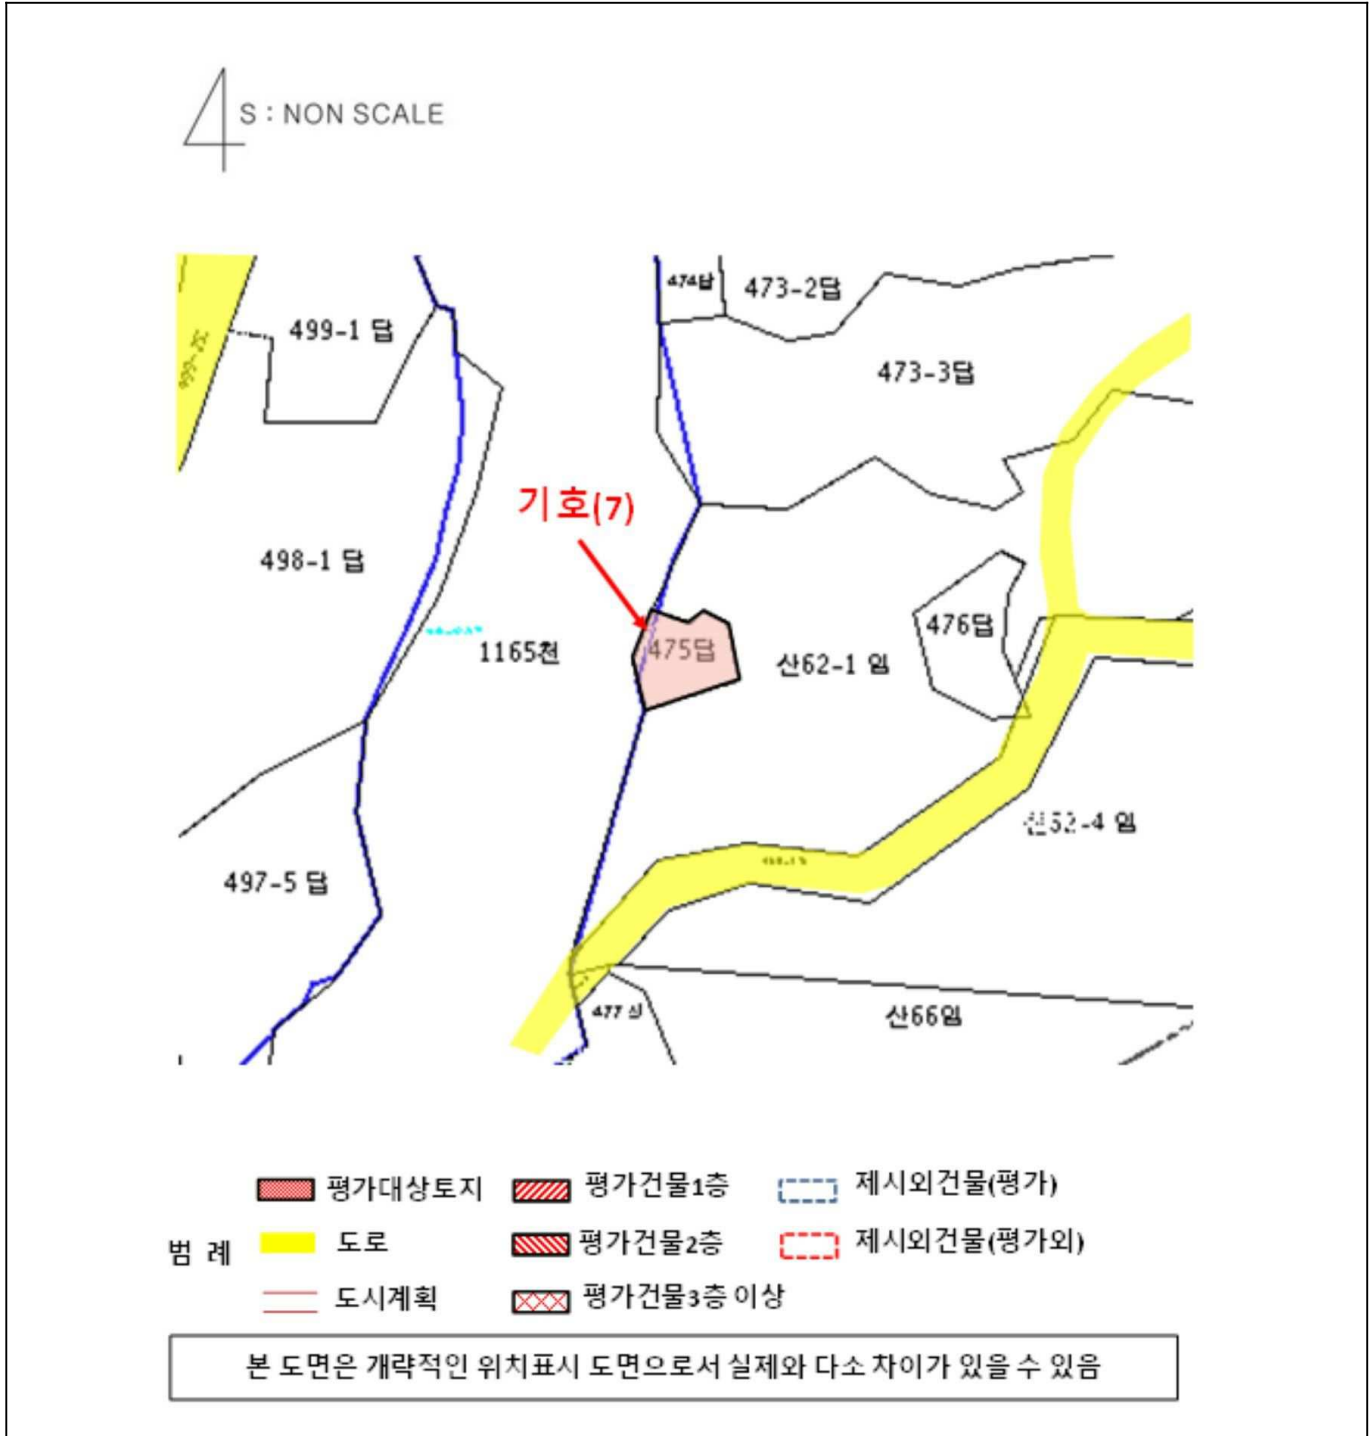 S : NON SCALE
474답
473-2답
499-1 답
473-3답
기호(7)
498-1 답
476답
475답
1165천
산62-1 임
497-5 답
477
산66임
평가대상토지
평가건물1층
제시외건물(평가)
범 례
도로
평가건물2층
제시외건물(평가외)
도시계획
평가건물3층 이상
본 도면은 개략적인 위치표시 도면으로서 실제와 다소 차이가 있을 수 있음